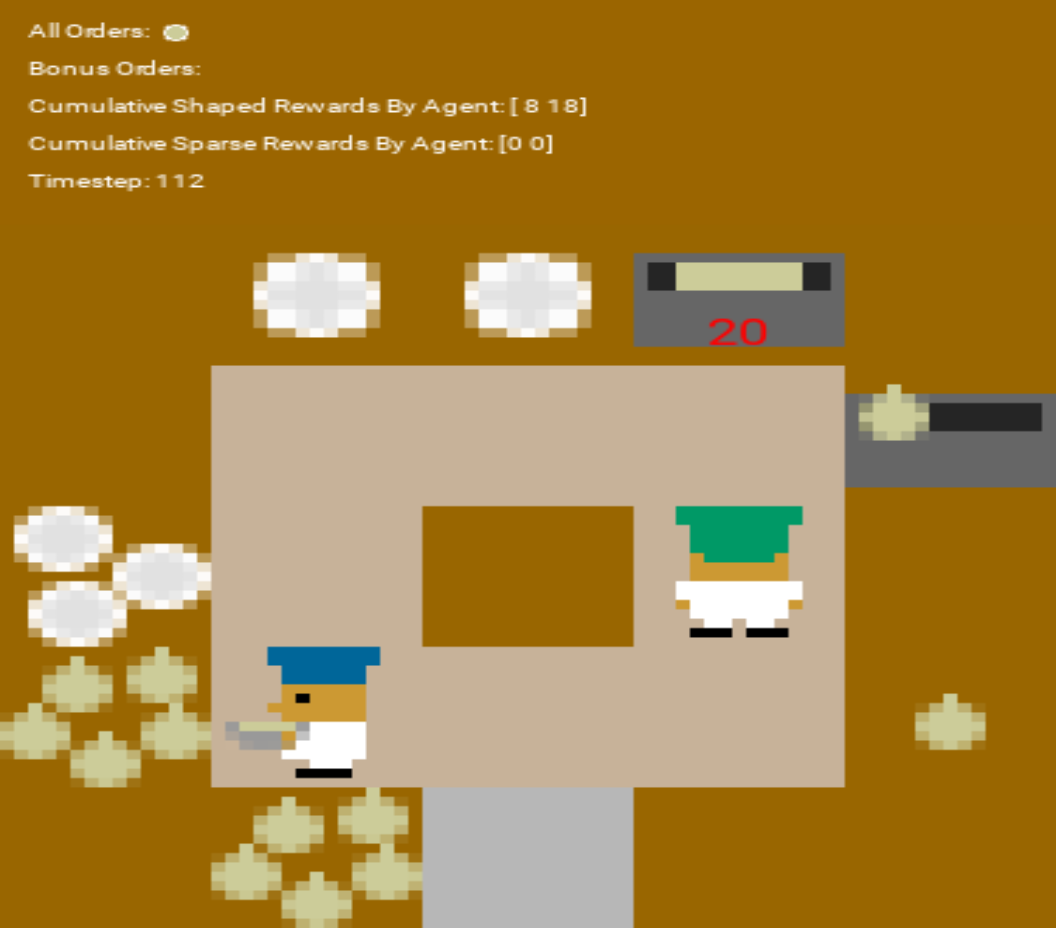 All Orders:
Bonus Orders:
Cumulative Shaped Rewards By Agent: [ 8 18]
Cumulative Sparse Rewards By Agent: [0 0]
Timestep: 112
20